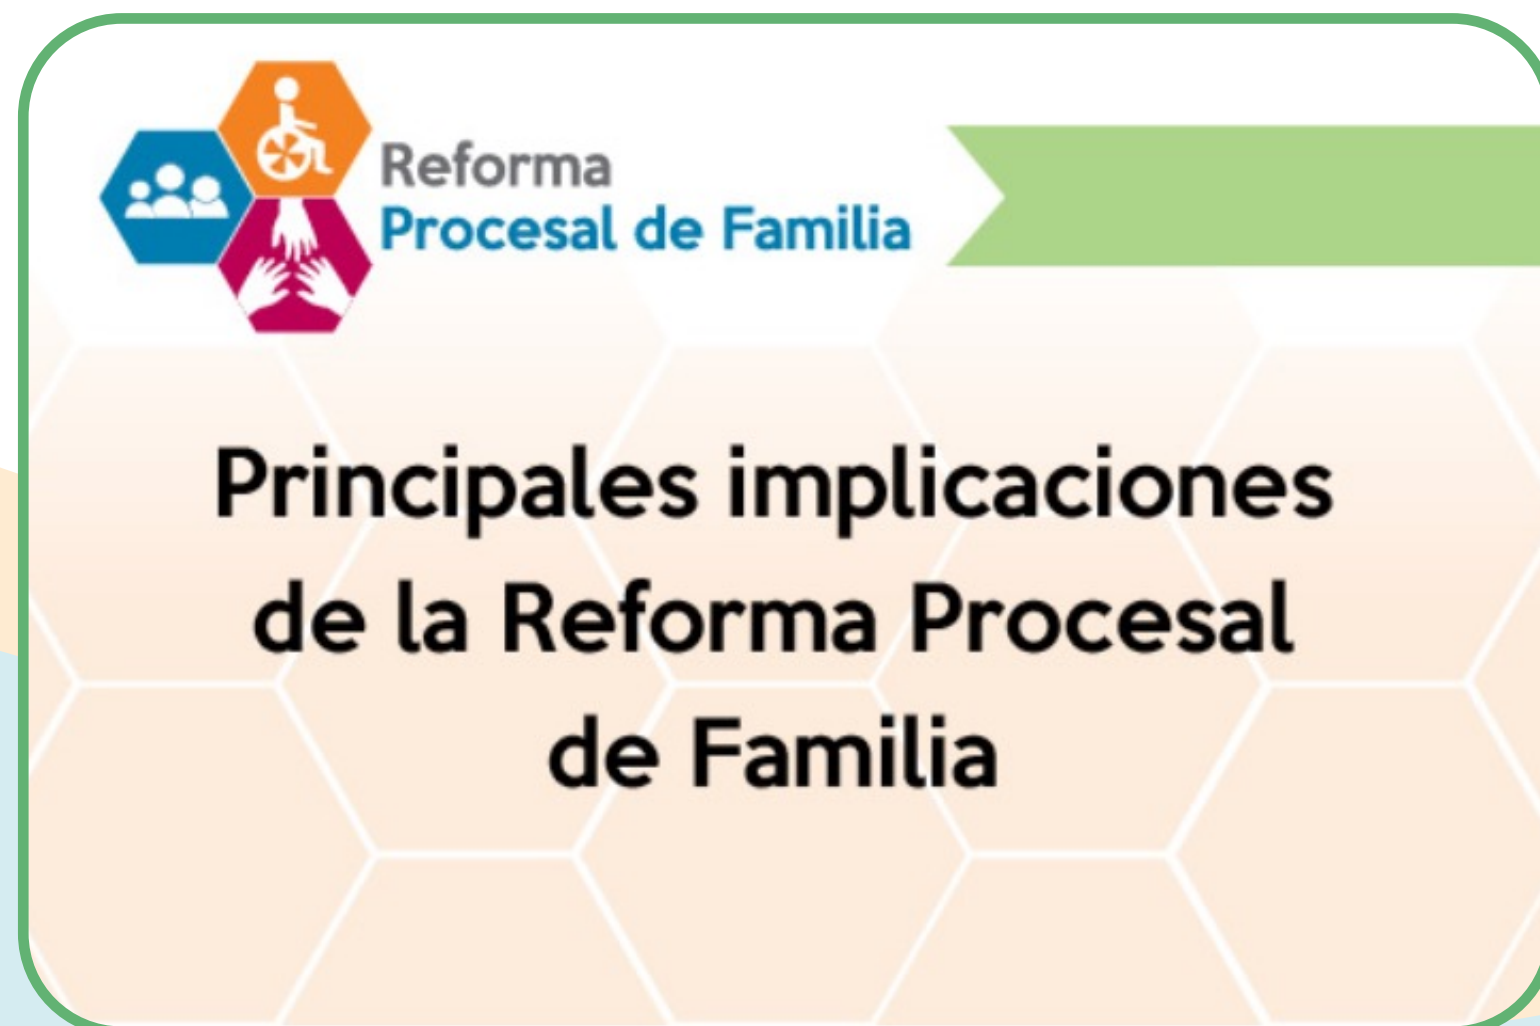 Reforma
Procesal de Familia
Principales implicaciones
de la Reforma Procesal
de Familia